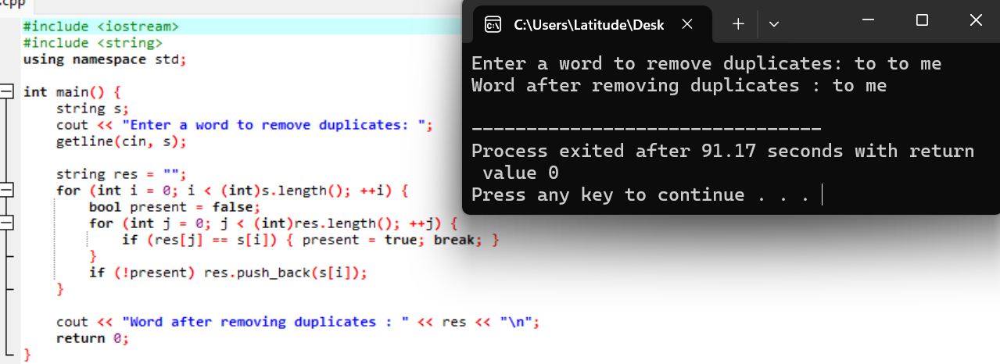 .cpp
#include <iostream>
#include <string>
using namespace std;
int main() {
string s;
cout << "Enter a word to remove duplicates: ";
getline(cin, s);
string res = "";
for (int i = 0; i < (int)s.length(); ++i) {
bool present = false;
for (int j = 0; j < (int)res.length(); ++j) {
if (res[j] == s[i]) { present = true; break; }
}
if (!present) res.push_back(s[i]);
}
cout << "Word after removing duplicates : " << res << "\n";
return 0;
}
C:\Users\Latitude\Desk
Enter a word to remove duplicates: to to me
Word after removing duplicates : to me
--------------------------------
Process exited after 91.17 seconds with return
value 0
Press any key to continue . . .